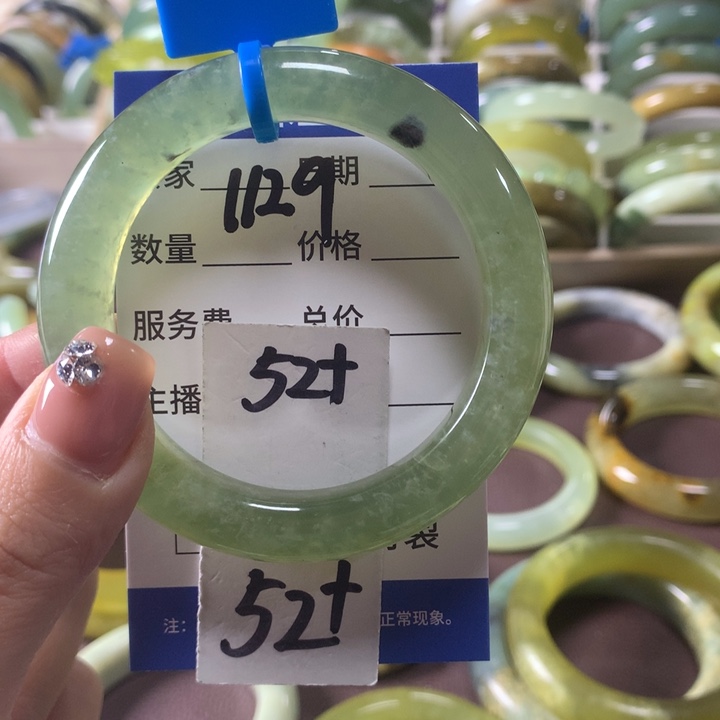 家 1129 期
数量 价格
服务费 总价
主播 52+
制
52+
注: 正常现象。